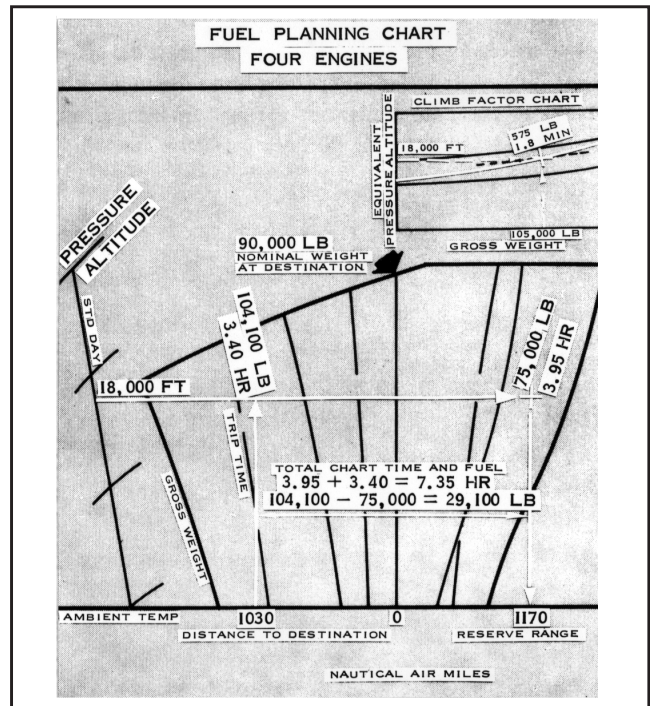 FUEL PLANNING CHART
FOUR ENGINES
CLIMB FACTOR CHART
EQUIVALENT
PRESSURE ALTITUDE
575 LB
1.8 MIN
18,000 FT
105,000 LB
GROSS WEIGHT
PRESSURE
ALTITUDE
90,000 LB
NOMINAL WEIGHT
AT DESTINATION
STD DAY
104,100 LB
3.40 HR
75,000 LB
3.95 HR
18,000 FT
TRIP TIME
GROSS WEIGHT
TOTAL CHART TIME AND FUEL
3.95 + 3.40 = 7.35 HR
104,100 – 75,000 = 29,100 LB
AMBIENT TEMP
1030
0
1170
DISTANCE TO DESTINATION
RESERVE RANGE
NAUTICAL AIR MILES